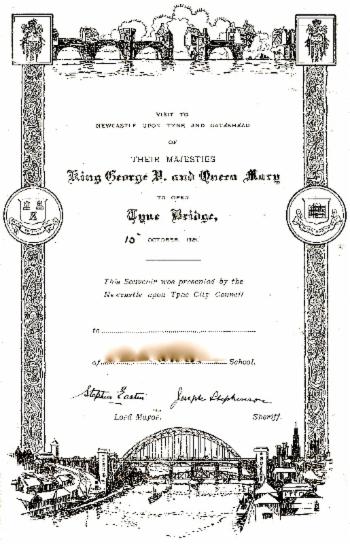 VISIT TO
NEWCASTLE UPON TYNE AND GATESHEAD
OF
THEIR MAJESTIES
King George V. and Queen Mary
TO OPEN
Tyne Bridge,
10th OCTOBER
This Souvenir was presented by the
Newcastle upon Tyne City Council
to
of School.
Stephen Easten Joseph Stephenson
Lord Mayor. Sheriff.